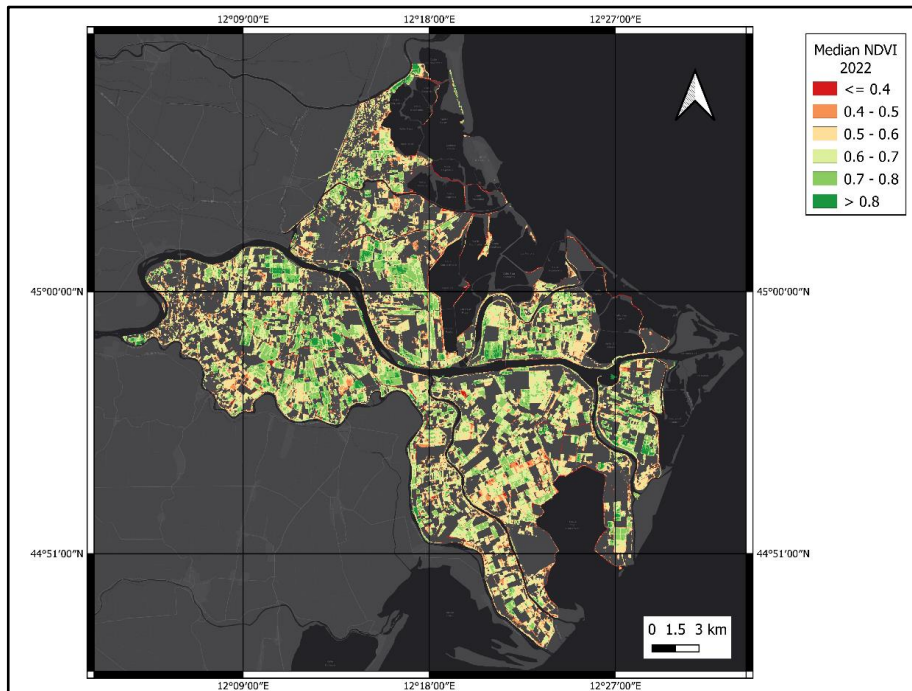 12°09′00″E 12°18′00″E 12°27′00″E
Median NDVI
2022
<= 0.4
0.4 - 0.5
0.5 - 0.6
0.6 - 0.7
0.7 - 0.8
> 0.8
45°00′00″N 45°00′00″N
44°51′00″N 44°51′00″N
0 1.5 3 km
12°09′00″E 12°18′00″E 12°27′00″E